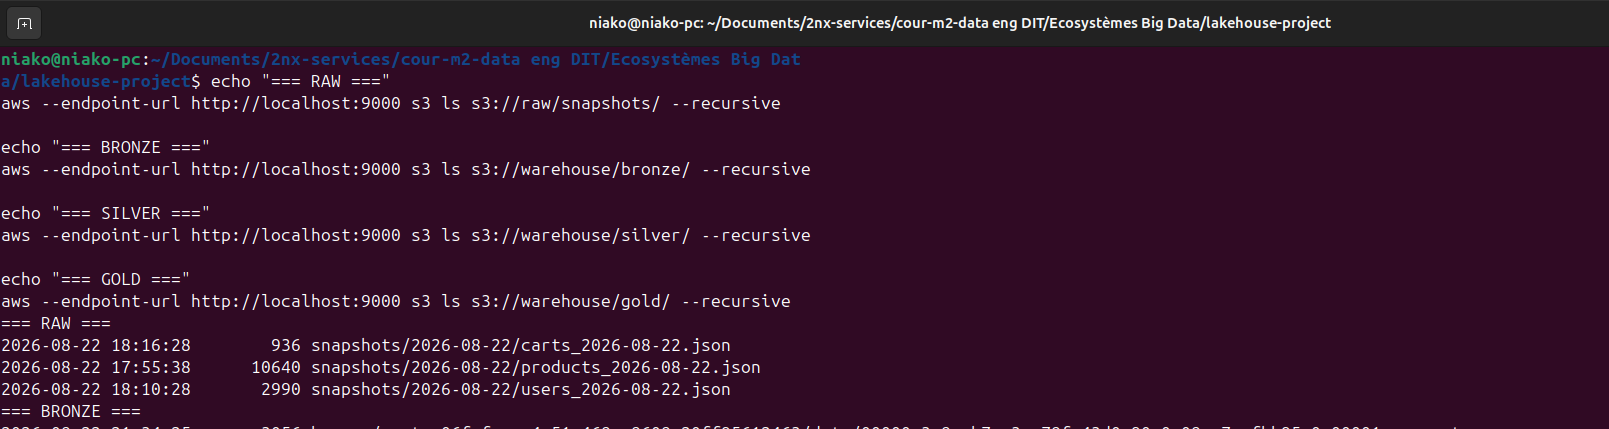 niako@niako-pc: ~/Documents/2nx-services/cour-m2-data eng DIT/Ecosystèmes Big Data/lakehouse-project
niako@niako-pc:~/Documents/2nx-services/cour-m2-data eng DIT/Ecosystèmes Big Dat
a/lakehouse-project$ echo "=== RAW ==="
aws --endpoint-url http://localhost:9000 s3 ls s3://raw/snapshots/ --recursive
echo "=== BRONZE ==="
aws --endpoint-url http://localhost:9000 s3 ls s3://warehouse/bronze/ --recursive
echo "=== SILVER ==="
aws --endpoint-url http://localhost:9000 s3 ls s3://warehouse/silver/ --recursive
echo "=== GOLD ==="
aws --endpoint-url http://localhost:9000 s3 ls s3://warehouse/gold/ --recursive
=== RAW ===
2026-08-22 18:16:28        936 snapshots/2026-08-22/carts_2026-08-22.json
2026-08-22 17:55:38      10640 snapshots/2026-08-22/products_2026-08-22.json
2026-08-22 18:10:28       2990 snapshots/2026-08-22/users_2026-08-22.json
=== BRONZE ===